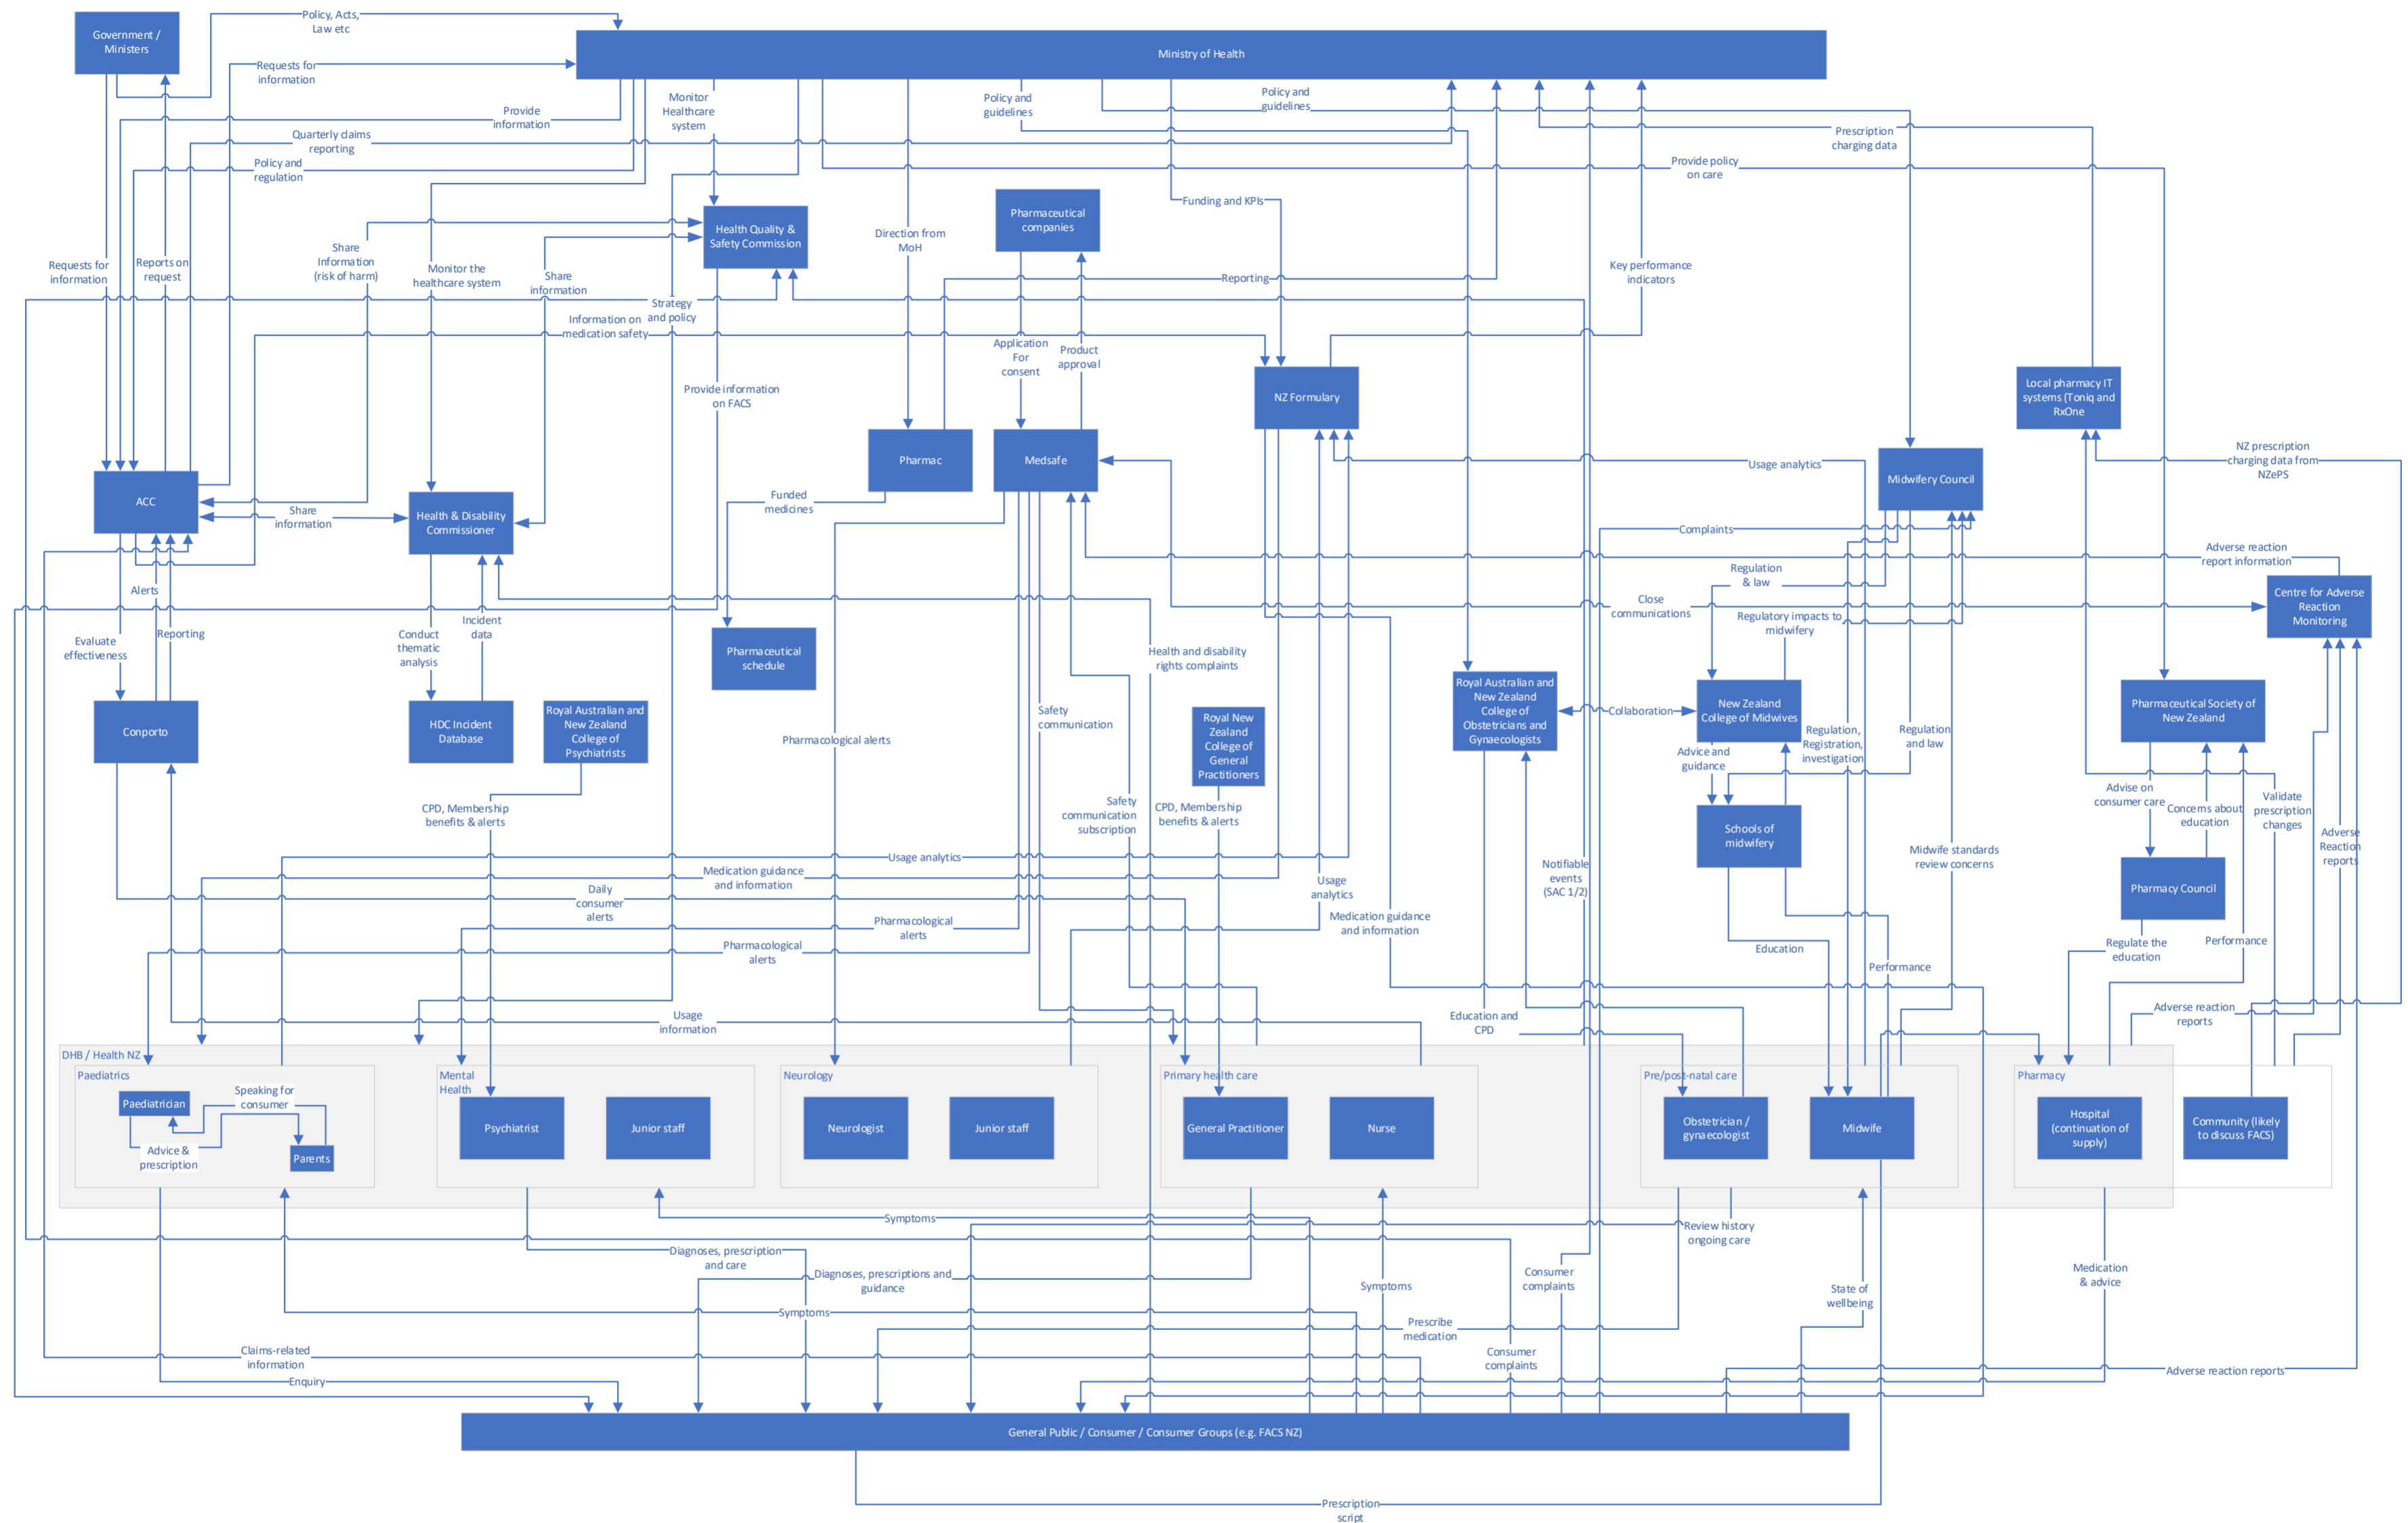 Policy, Acts,
Law etc
Government /
Ministers
Ministry of Health
Requests for
information
Provide
information
Monitor
Healthcare
system
Policy and
guidelines
Policy and
guidelines
Quarterly claims
reporting
Prescription
charging data
Policy and
regulation
Provide policy
on care
Funding and KPIs
Pharmaceutical
companies
Health Quality &
Safety Commission
Direction from
MoH
Requests for
information
Reports on
request
Share
Information
(risk of harm)
Monitor the
healthcare system
Share
information
Reporting
Key performance
indicators
Strategy
and policy
Information on
medication safety
Application
For
consent
Product
approval
Provide information
on FACS
NZ Formulary
Local pharmacy IT
systems (Toniq and
RxOne
Pharmac
Medsafe
Usage analytics
Midwifery Council
NZ prescription
charging data from
NZePS
ACC
Share
information
Health & Disability
Commissioner
Funded
medicines
Complaints
Adverse reaction
report information
Regulation
& law
Alerts
Close
communications
Centre for Adverse
Reaction
Monitoring
Regulatory impacts to
midwifery
Evaluate
effectiveness
Reporting
Conduct
thematic
analysis
Incident
data
Pharmaceutical
schedule
Health and disability
rights complaints
Conporto
HDC Incident
Database
Royal Australian and
New Zealand
College of
Psychiatrists
Pharmacological alerts
Safety
communication
Royal New
Zealand
College of
General
Practitioners
Royal Australian and
New Zealand
College of
Obstetricians and
Gynaecologists
Collaboration
New Zealand
College of Midwives
Regulation,
Registration,
investigation
Regulation
and law
Pharmaceutical Society of
New Zealand
Advice and
guidance
CPD, Membership
benefits & alerts
Safety
communication
subscription
CPD, Membership
benefits & alerts
Schools of
midwifery
Advise on
consumer care
Concerns about
education
Validate
prescription
changes
Adverse
Reaction
reports
Midwife standards
review concerns
Usage analytics
Medication guidance
and information
Daily
consumer
alerts
Usage
analytics
Notifiable
events
(SAC 1/2)
Pharmacy Council
Pharmacological
alerts
Medication guidance
and information
Pharmacological
alerts
Education
Performance
Regulate the
education
Performance
Usage
information
Education and
CPD
Adverse reaction
reports
DHB / Health NZ
Paediatrics
Paediatrician
Speaking for
consumer
Advice &
prescription
Parents
Mental
Health
Psychiatrist
Junior staff
Neurology
Neurologist
Junior staff
Primary health care
General Practitioner
Nurse
Pre/post-natal care
Obstetrician /
gynaecologist
Midwife
Pharmacy
Hospital
(continuation of
supply)
Community (likely
to discuss FACS)
Symptoms
Review history
ongoing care
Diagnoses, prescription
and care
Diagnoses, prescriptions and
guidance
Symptoms
Consumer
complaints
State of
wellbeing
Medication
& advice
Symptoms
Prescribe
medication
Claims-related
information
Consumer
complaints
Enquiry
Adverse reaction reports
General Public / Consumer / Consumer Groups (e.g. FACS NZ)
Prescription
script